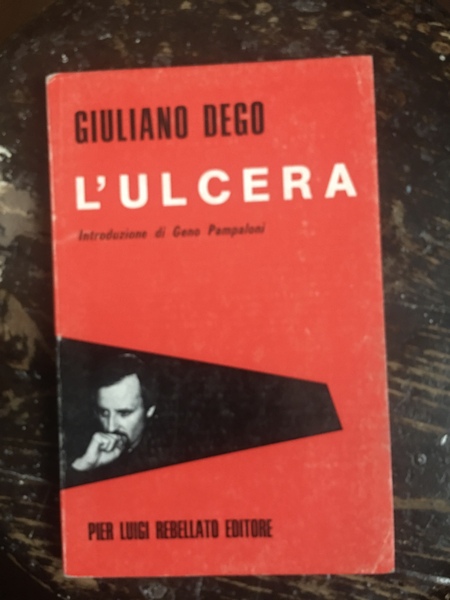 GIULIANO DEGO
L'ULCERA
Introduzione di Geno Pampaloni
PIER LUIGI REBELLATO EDITORE